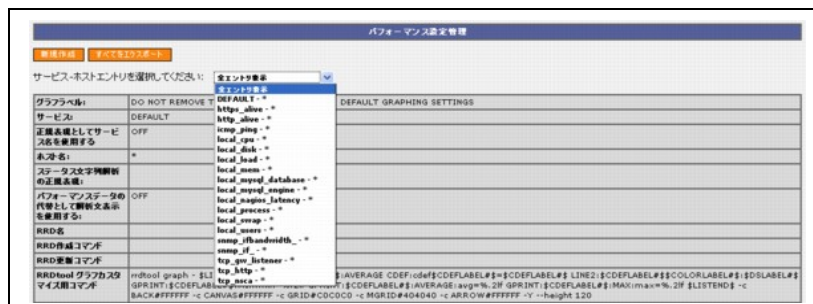 パフォーマンス設定管理
新規作成 すべてをエクスポート
サービス-ホストエントリを選択してください: 全エントリ表示
全エントリ表示
DEFAULT - *
https_alive - *
http_alive - *
icmp_ping - *
local_cpu - *
local_disk - *
local_load - *
local_mem - *
local_mysql_database - *
local_mysql_engine - *
local_nagios_latency - *
local_process - *
local_swap - *
local_users - *
snmp_ifbandwidth_ - *
snmp_if_ - *
tcp_gw_listener - *
tcp_http - *
tcp_nsca - *
グラフラベル: DO NOT REMOVE T DEFAULT GRAPHING SETTINGS
サービス: DEFAULT
正規表現としてサービス名を使用する OFF
ホスト名: *
ステータス文字列解析の正規表現:
パフォーマンスデータの代替として解析文表示を使用する: OFF
RRD名
RRD作成コマンド
RRD更新コマンド
RRDtool グラフカスタマイズ用コマンド rrdtool graph - $LI $:AVERAGE CDEF:cdef$CDEFLABEL#$=$CDEFLABEL#$ LINE2:$CDEFLABEL#$$COLORLABEL#$:$DSLABEL#$
GPRINT:$CDEFLABEL GPRINT:$CDEFLABEL#$:AVERAGE:avg=%.2lf GPRINT:$CDEFLABEL#$:MAX:max=%.2lf $LISTEND$ -c
BACK#FFFFFF -c CANVAS#FFFFFF -c GRID#C0C0C0 -c MGRID#404040 -c ARROW#FFFFFF -Y --height 120